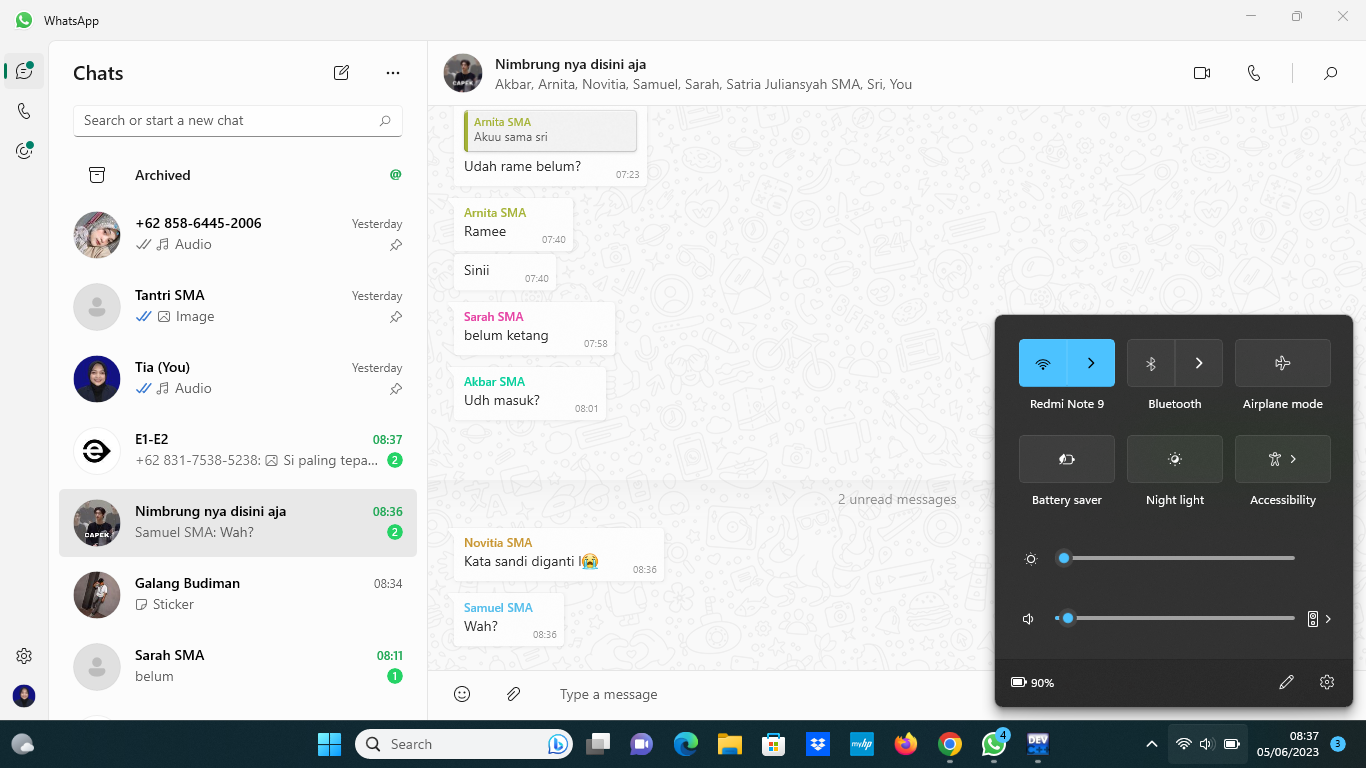 WhatsApp
Chats
Search or start a new chat
Archived
@
+62 858-6445-2006
Yesterday
Audio
Tantri SMA
Yesterday
Image
Tia (You)
Yesterday
Audio
E1-E2
08:37
+62 831-7538-5238: Si paling tepa...
2
Nimbrung nya disini aja
08:36
Samuel SMA: Wah?
2
CAPEK
Galang Budiman
08:34
Sticker
Sarah SMA
08:11
belum
1
CAPEK
Nimbrung nya disini aja
Akbar, Arnita, Novitia, Samuel, Sarah, Satria Juliansyah SMA, Sri, You
Arnita SMA
Akuu sama sri
Udah rame belum?
07:23
Arnita SMA
Ramee
07:40
Sinii
07:40
Sarah SMA
belum ketang
07:58
Akbar SMA
Udh masuk?
08:01
2 unread messages
Novitia SMA
Kata sandi diganti l😭
08:36
Samuel SMA
Wah?
08:36
Type a message
Redmi Note 9
Bluetooth
Airplane mode
Battery saver
Night light
Accessibility
90%
Search
myhp
4
DEV
C++
08:37
05/06/2023
3